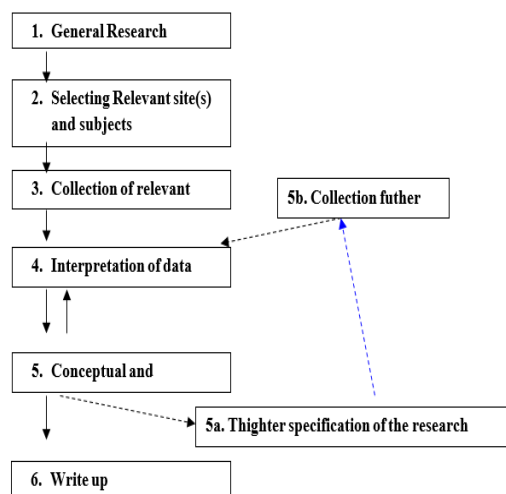 1. General Research
2. Selecting Relevant site(s)
and subjects
3. Collection of relevant
5b. Collection futher
4. Interpretation of data
5. Conceptual and
5a. Thighter specification of the research
6. Write up